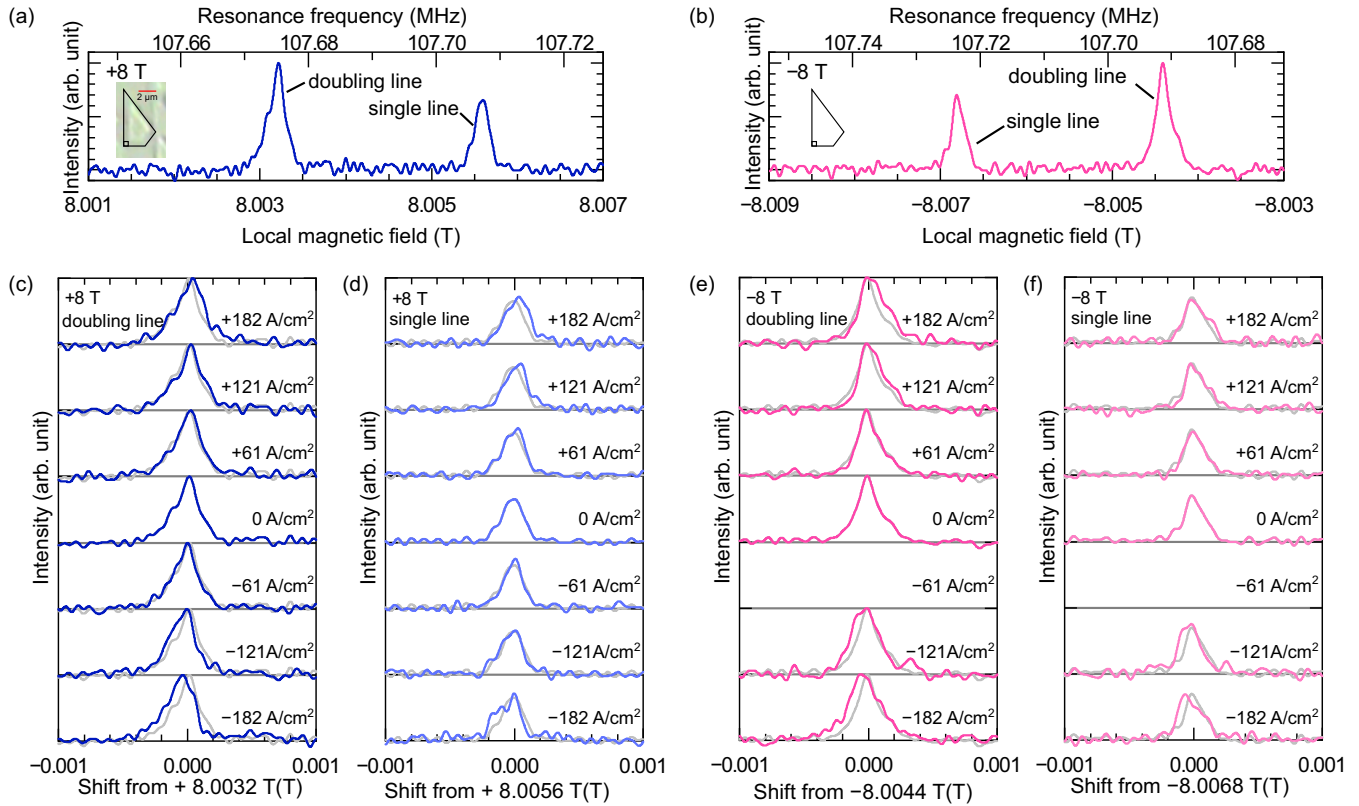 (a)
Resonance frequency (MHz)
107.66 107.68 107.70 107.72
+8 T
2 μm
doubling line
single line
Intensity (arb. unit)
8.001 8.003 8.005 8.007
Local magnetic field (T)
(b)
Resonance frequency (MHz)
107.74 107.72 107.70 107.68
−8 T
doubling line
single line
Intensity (arb. unit)
−8.009 −8.007 −8.005 −8.003
Local magnetic field (T)
(c)
+8 T
doubling line
+182 A/cm²
+121 A/cm²
+61 A/cm²
0 A/cm²
−61 A/cm²
−121A/cm²
−182 A/cm²
Intensity (arb. unit)
−0.001 0.000 0.001
Shift from + 8.0032 T(T)
(d)
+8 T
single line
+182 A/cm²
+121 A/cm²
+61 A/cm²
0 A/cm²
−61 A/cm²
−121A/cm²
−182 A/cm²
Intensity (arb. unit)
−0.001 0.000 0.001
Shift from + 8.0056 T(T)
(e)
−8 T
doubling line
+182 A/cm²
+121 A/cm²
+61 A/cm²
0 A/cm²
−61 A/cm²
−121A/cm²
−182 A/cm²
Intensity (arb. unit)
−0.001 0.000 0.001
Shift from −8.0044 T(T)
(f)
−8 T
single line
+182 A/cm²
+121 A/cm²
+61 A/cm²
0 A/cm²
−61 A/cm²
−121A/cm²
−182 A/cm²
Intensity (arb. unit)
−0.001 0.000 0.001
Shift from −8.0068 T(T)